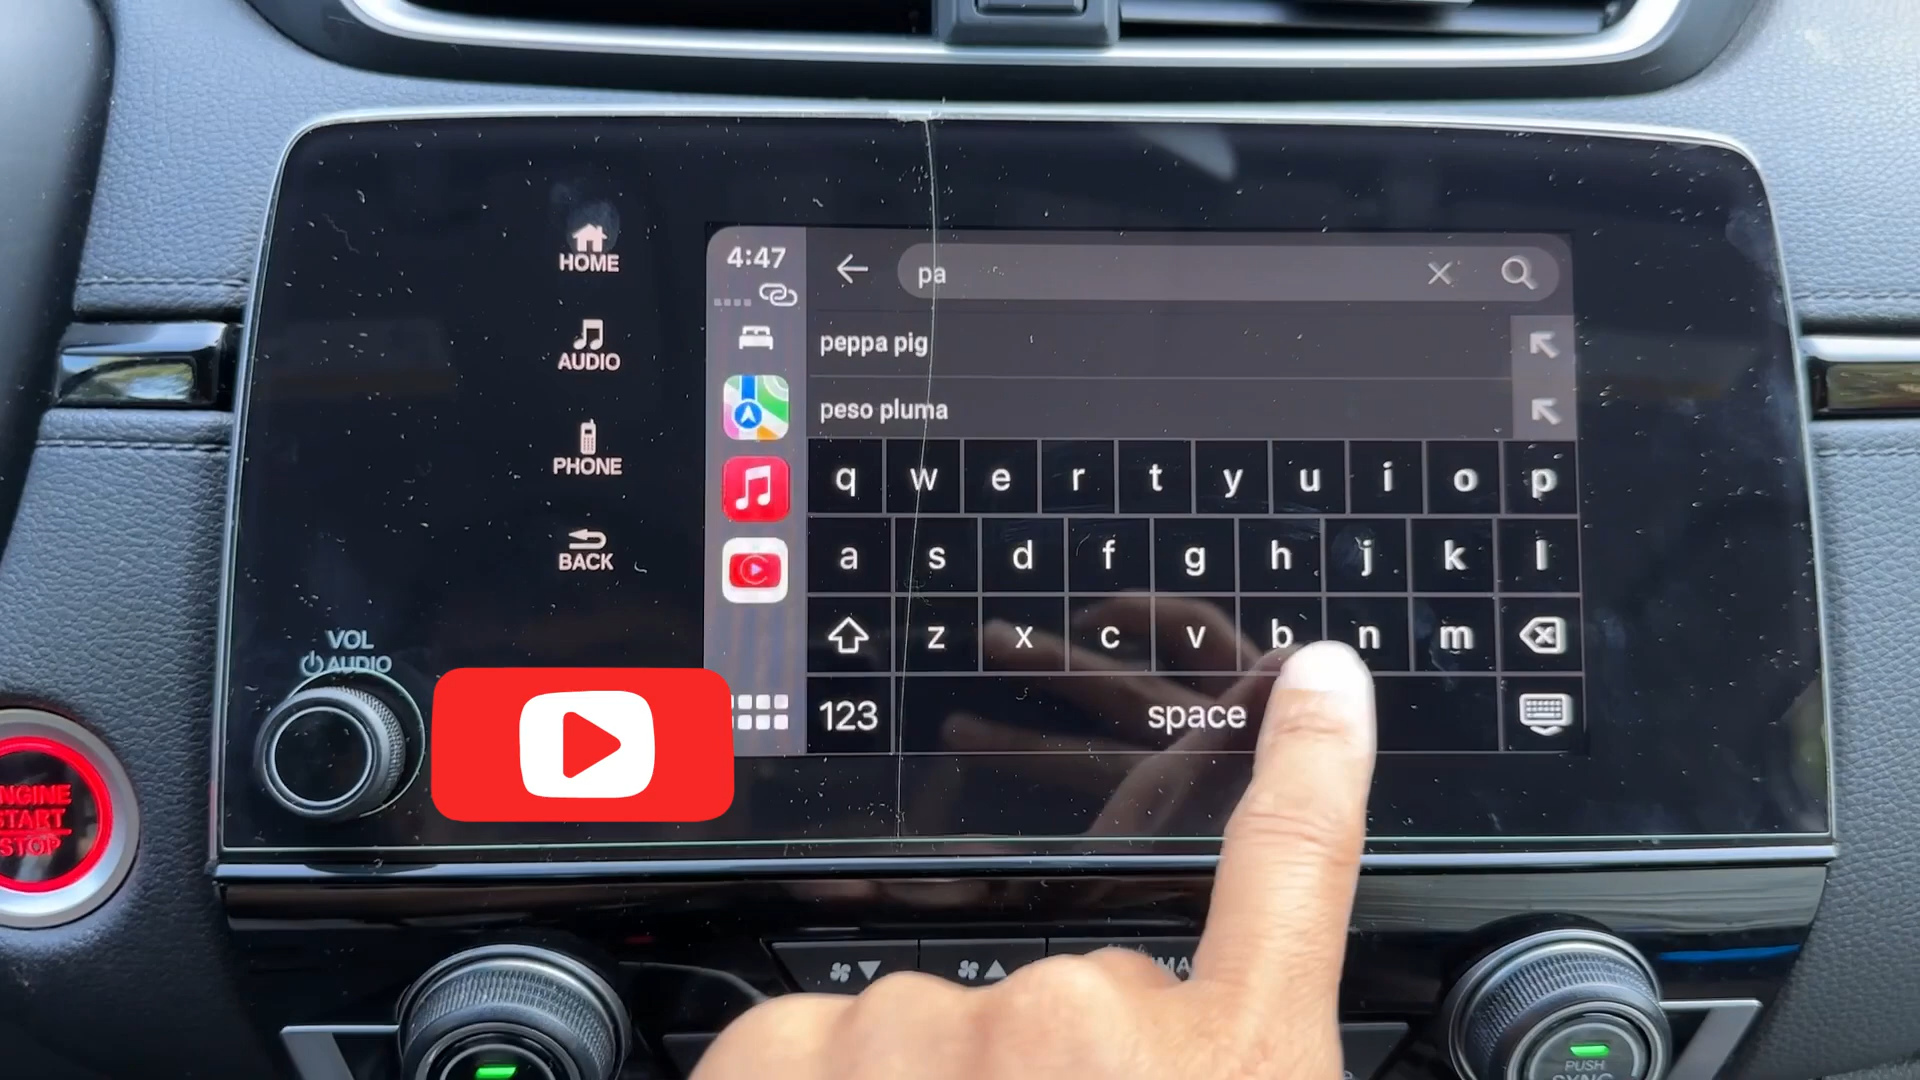 HOME
AUDIO
PHONE
BACK
VOL
AUDIO
NGINE
START
STOP
4:47
pa
peppa pig
peso pluma
q w e r t y u i o p
a s d f g h j k l
z x c v b n m
123 space
PUSH
SYNC